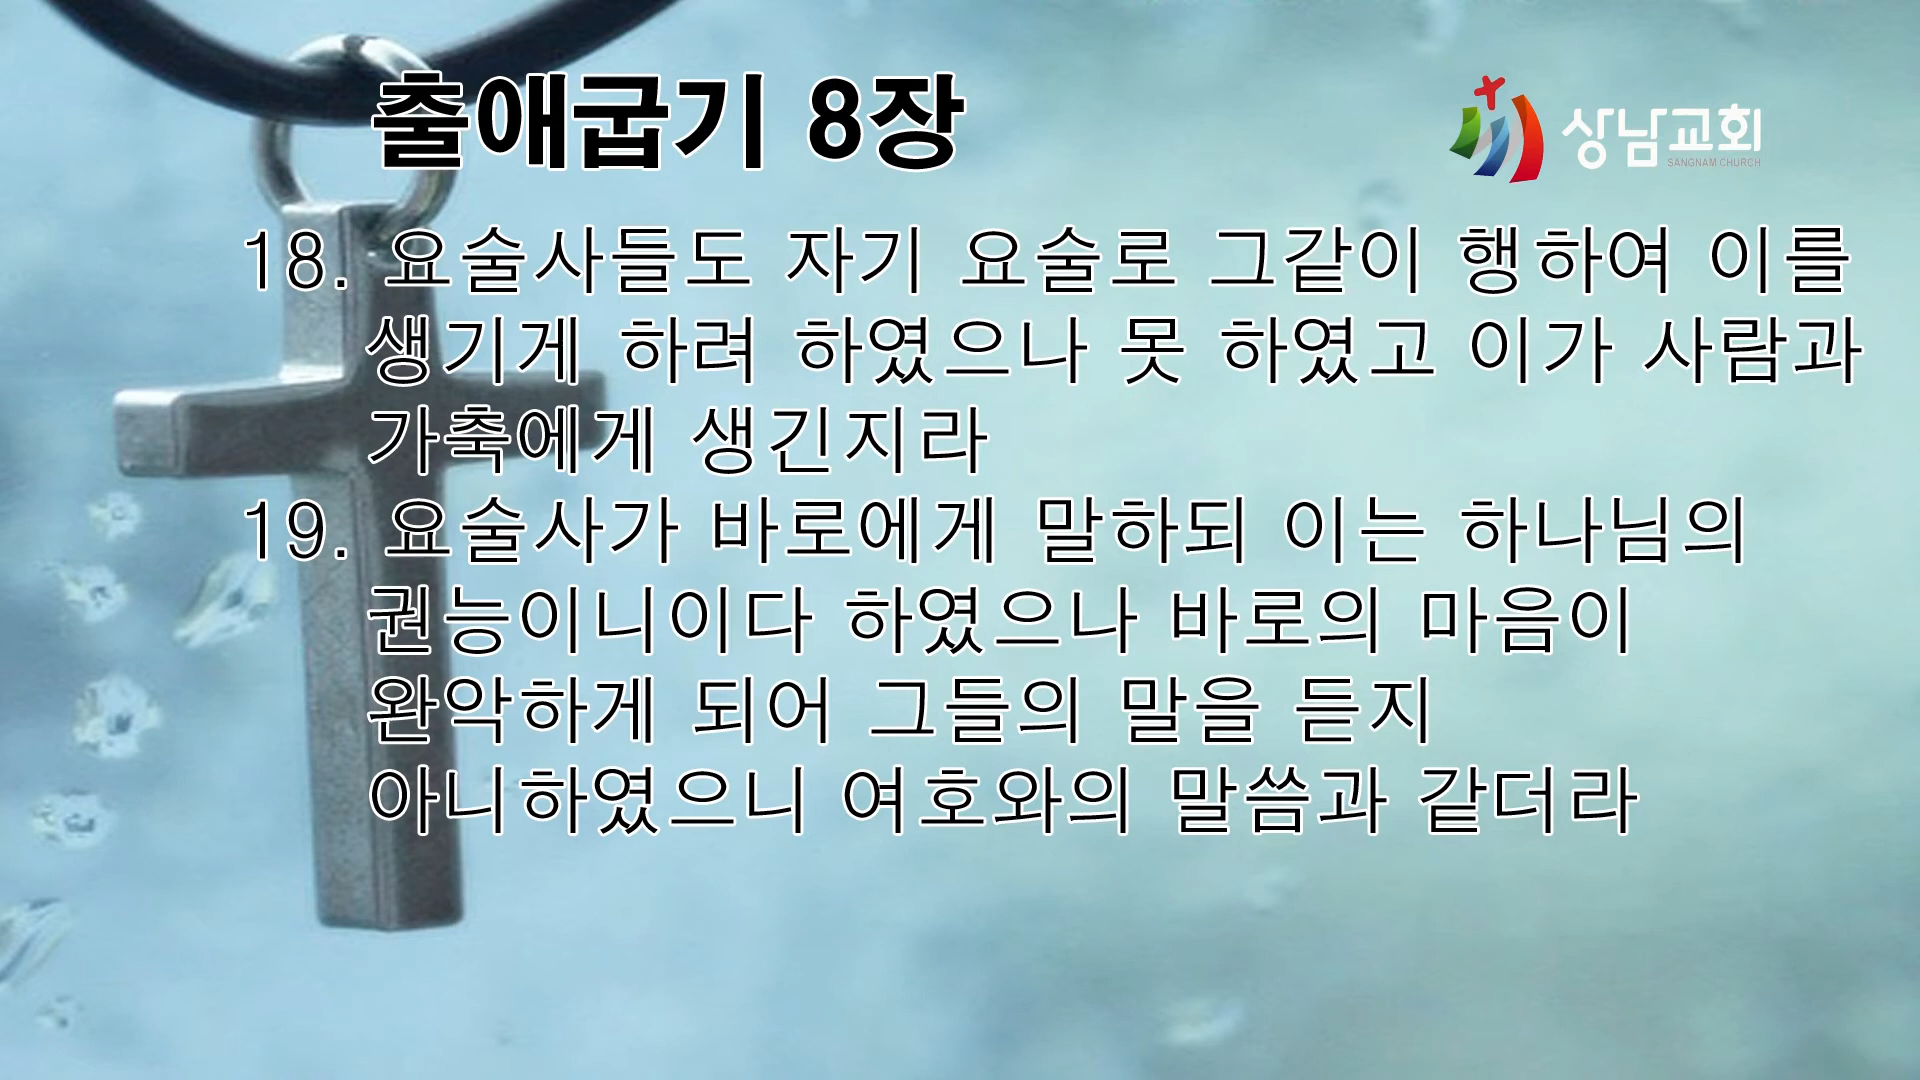 출애굽기 8장
상남교회
SANGNAM CHURCH
18. 요술사들도 자기 요술로 그같이 행하여 이를
생기게 하려 하였으나 못 하였고 이가 사람과
가축에게 생긴지라
19. 요술사가 바로에게 말하되 이는 하나님의
권능이니이다 하였으나 바로의 마음이
완악하게 되어 그들의 말을 듣지
아니하였으니 여호와의 말씀과 같더라